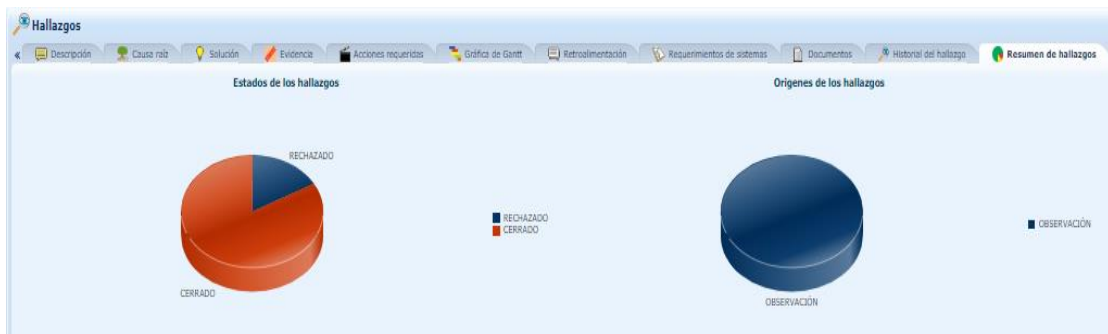 Hallazgos
« Descripción Causa raíz Solución Evidencia Acciones requeridas Gráfica de Gantt Retroalimentación Requerimientos de sistemas Documentos Historial del hallazgo Resumen de hallazgos
Estados de los hallazgos
RECHAZADO
CERRADO
RECHAZADO
CERRADO
Origenes de los hallazgos
OBSERVACIÓN
OBSERVACIÓN